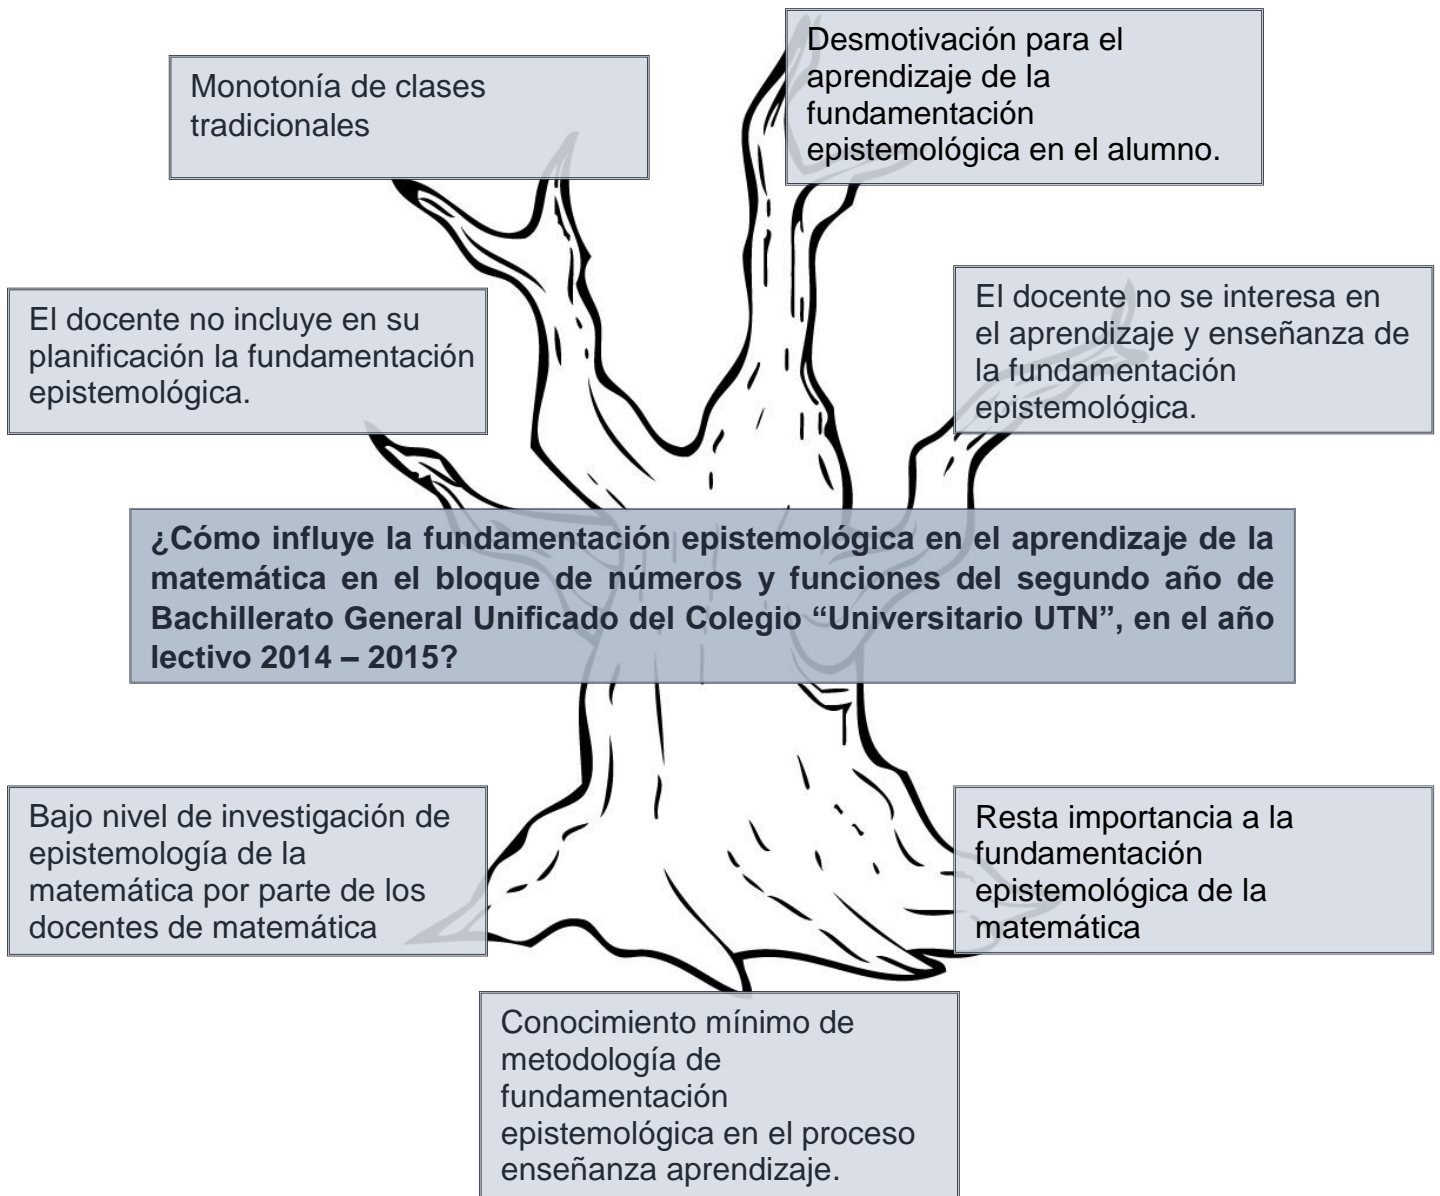 Monotonía de clases
tradicionales
Desmotivación para el
aprendizaje de la
fundamentación
epistemológica en el alumno.
El docente no incluye en su
planificación la fundamentación
epistemológica.
El docente no se interesa en
el aprendizaje y enseñanza de
la fundamentación
epistemológica.
¿Cómo influye la fundamentación epistemológica en el aprendizaje de la
matemática en el bloque de números y funciones del segundo año de
Bachillerato General Unificado del Colegio “Universitario UTN”, en el año
lectivo 2014 – 2015?
Bajo nivel de investigación de
epistemología de la
matemática por parte de los
docentes de matemática
Resta importancia a la
fundamentación
epistemológica de la
matemática
Conocimiento mínimo de
metodología de
fundamentación
epistemológica en el proceso
enseñanza aprendizaje.